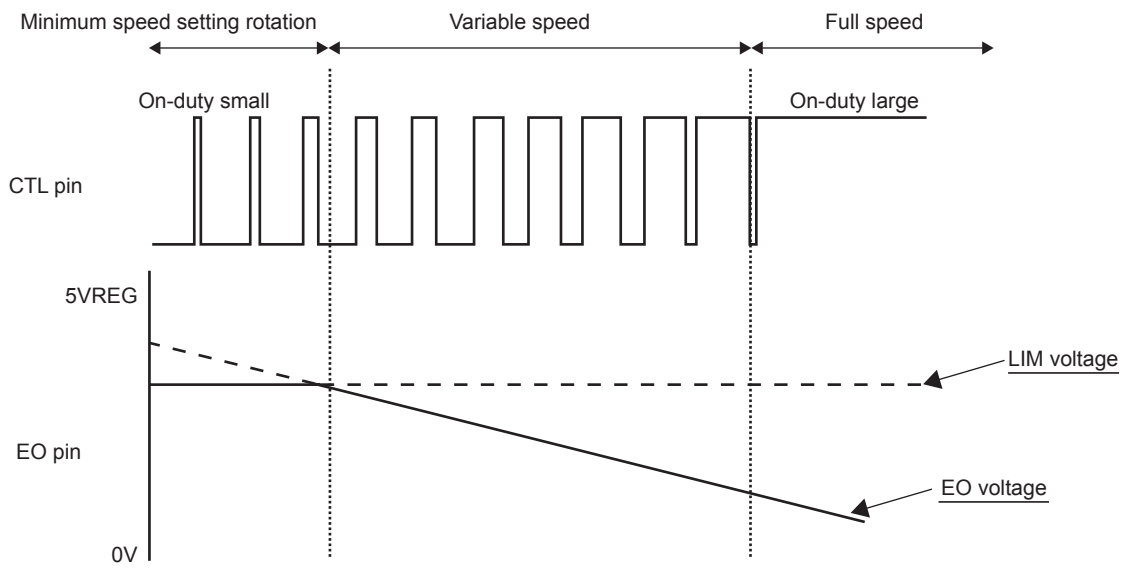 Minimum speed setting rotation
Variable speed
Full speed
On-duty small
On-duty large
CTL pin
5VREG
LIM voltage
EO pin
EO voltage
0V